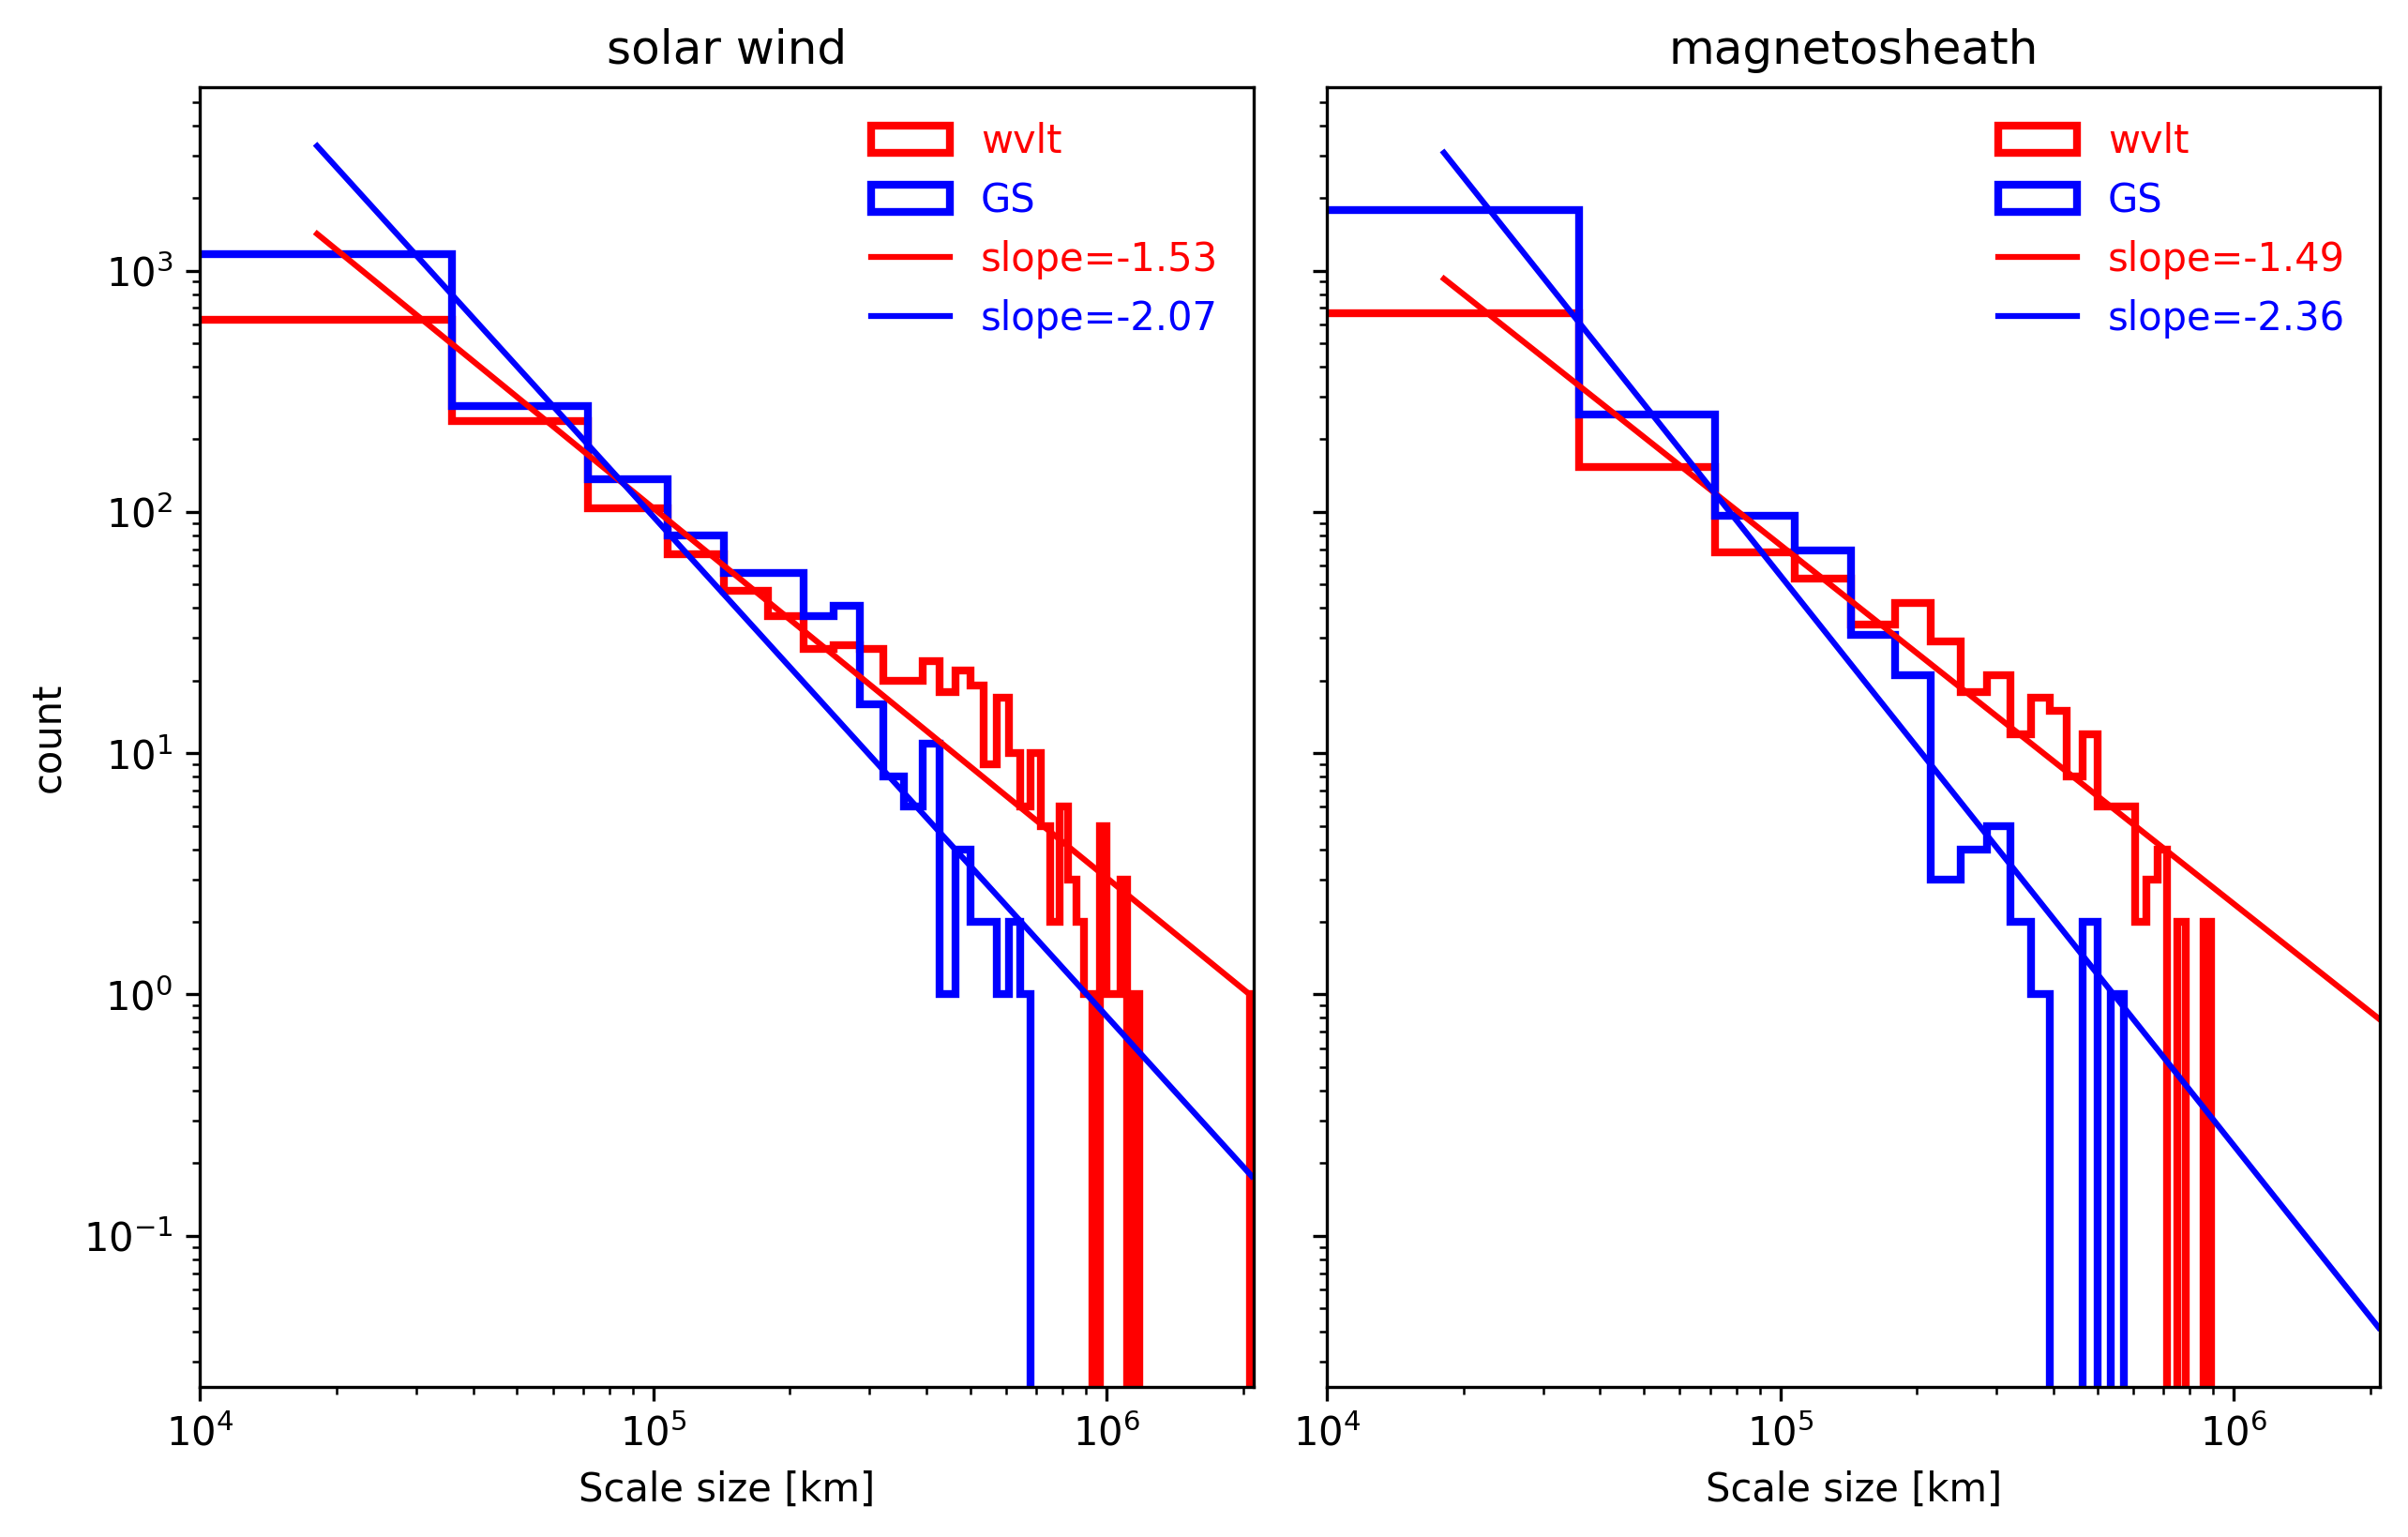 solar wind
wvlt
GS
slope=-1.53
slope=-2.07
10³
10²
10¹
10⁰
10⁻¹
count
10⁴
10⁵
10⁶
Scale size [km]
magnetosheath
wvlt
GS
slope=-1.49
slope=-2.36
10⁴
10⁵
10⁶
Scale size [km]